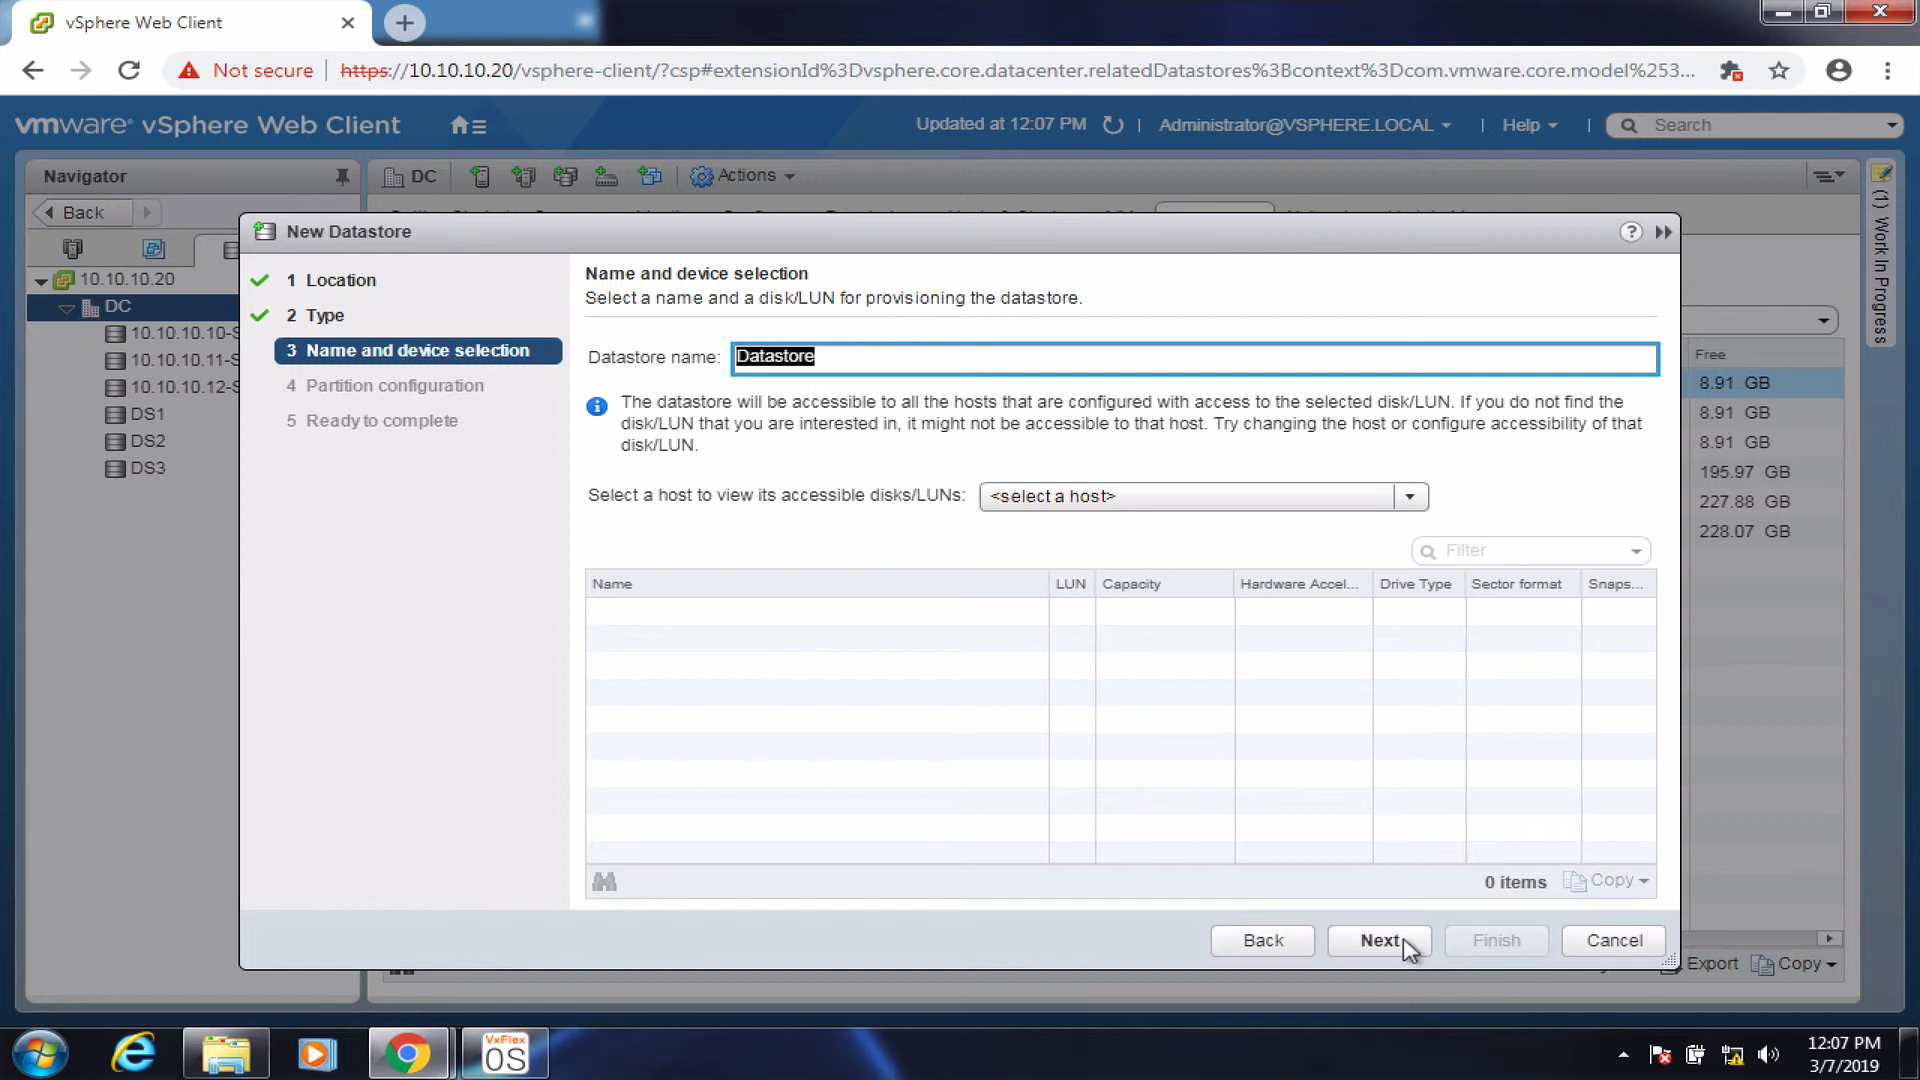 vSphere Web Client
Not secure | https://10.10.10.20/vsphere-client/?csp#extensionId%3Dvsphere.core.datacenter.relatedDatastores%3Bcontext%3Dcom.vmware.core.model%253...
vmware® vSphere Web Client
Updated at 12:07 PM
Administrator@VSPHERE.LOCAL
Help
Search
Navigator
DC
Actions
Back
(1) Work In Progress
10.10.10.20
DC
10.10.10.10-S
10.10.10.11-S
10.10.10.12-S
DS1
DS2
DS3
New Datastore
1 Location
2 Type
3 Name and device selection
4 Partition configuration
5 Ready to complete
Name and device selection
Select a name and a disk/LUN for provisioning the datastore.
Datastore name: Datastore
The datastore will be accessible to all the hosts that are configured with access to the selected disk/LUN. If you do not find the
disk/LUN that you are interested in, it might not be accessible to that host. Try changing the host or configure accessibility of that
disk/LUN.
Select a host to view its accessible disks/LUNs: <select a host>
Filter
Name LUN Capacity Hardware Accel... Drive Type Sector format Snaps...
0 items Copy
Back Next Finish Cancel
Free
8.91 GB
8.91 GB
8.91 GB
195.97 GB
227.88 GB
228.07 GB
Export Copy
VxFlex
OS
12:07 PM
3/7/2019